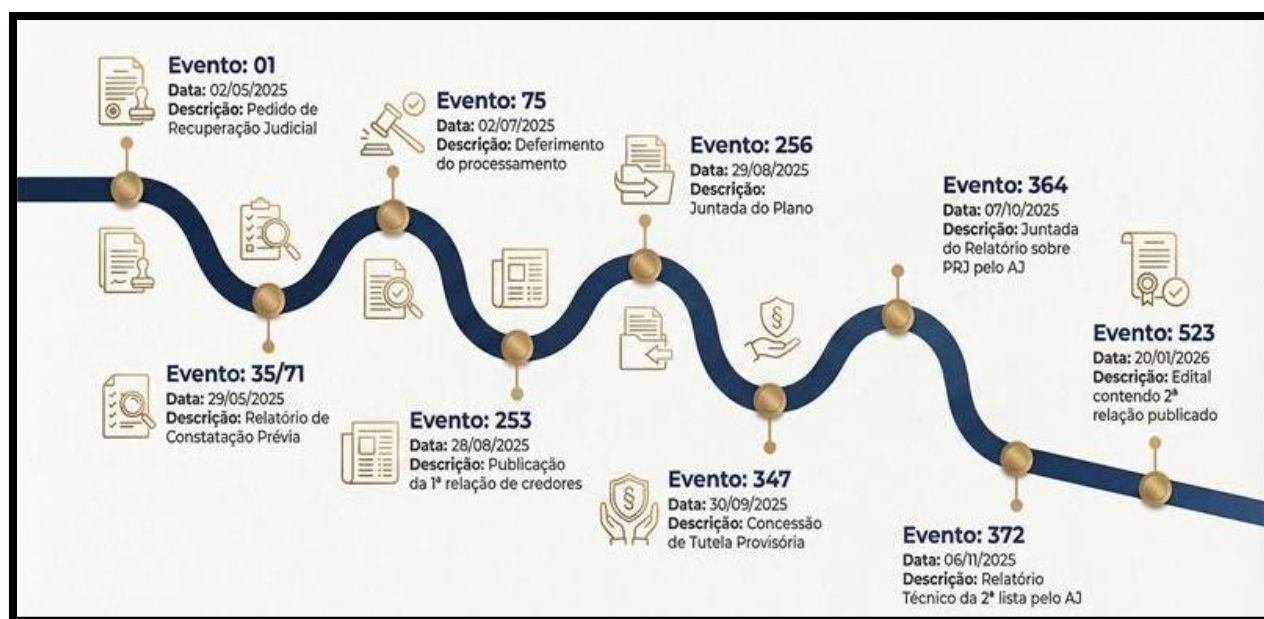 Evento: 01
Data: 02/05/2025
Descrição: Pedido de
Recuperação Judicial
Evento: 35/71
Data: 29/05/2025
Descrição: Relatório de
Constatação Prévia
Evento: 75
Data: 02/07/2025
Descrição: Deferimento
do processamento
Evento: 253
Data: 28/08/2025
Descrição: Publicação
da 1ª relação de credores
Evento: 256
Data: 29/08/2025
Descrição:
Juntada do Plano
§
Evento: 347
Data: 30/09/2025
Descrição: Concessão
de Tutela Provisória
§
Evento: 364
Data: 07/10/2025
Descrição: Juntada
do Relatório sobre
PRJ pelo AJ
Evento: 372
Data: 06/11/2025
Descrição: Relatório
Técnico da 2ª lista pelo AJ
Evento: 523
Data: 20/01/2026
Descrição: Edital
contendo 2ª
relação publicado